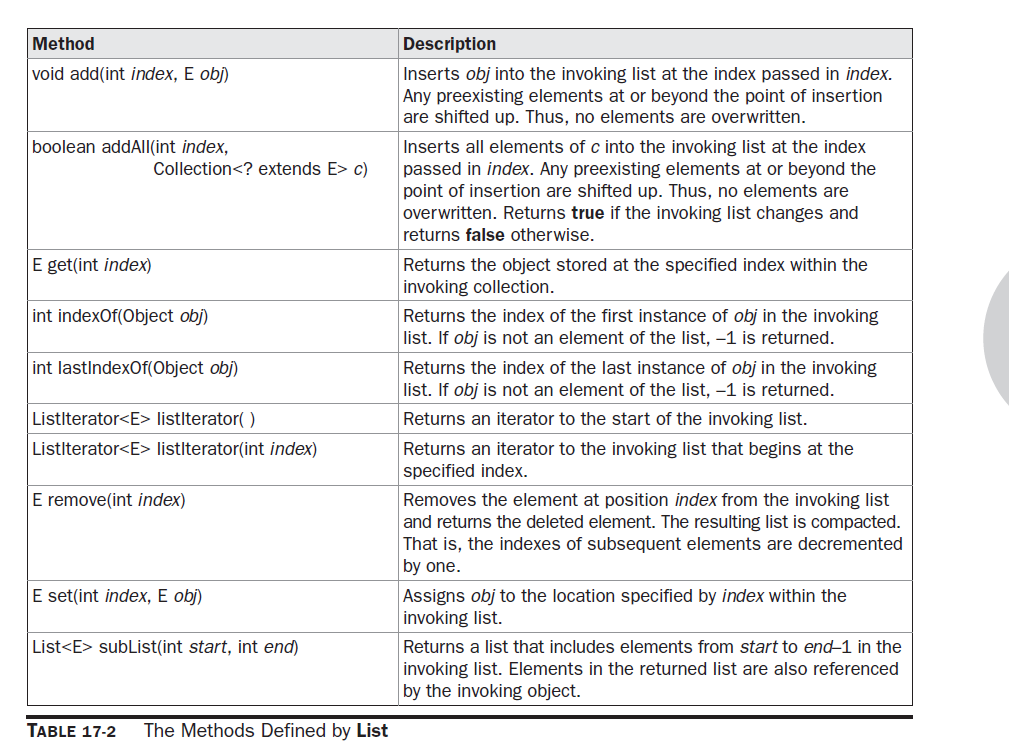 Method Description
void add(int index, E obj) Inserts obj into the invoking list at the index passed in index.
Any preexisting elements at or beyond the point of insertion
are shifted up. Thus, no elements are overwritten.
boolean addAll(int index, Inserts all elements of c into the invoking list at the index
Collection<? extends E> c) passed in index. Any preexisting elements at or beyond the
point of insertion are shifted up. Thus, no elements are
overwritten. Returns true if the invoking list changes and
returns false otherwise.
E get(int index) Returns the object stored at the specified index within the
invoking collection.
int indexOf(Object obj) Returns the index of the first instance of obj in the invoking
list. If obj is not an element of the list, –1 is returned.
int lastIndexOf(Object obj) Returns the index of the last instance of obj in the invoking
list. If obj is not an element of the list, –1 is returned.
ListIterator<E> listIterator( ) Returns an iterator to the start of the invoking list.
ListIterator<E> listIterator(int index) Returns an iterator to the invoking list that begins at the
specified index.
E remove(int index) Removes the element at position index from the invoking list
and returns the deleted element. The resulting list is compacted.
That is, the indexes of subsequent elements are decremented
by one.
E set(int index, E obj) Assigns obj to the location specified by index within the
invoking list.
List<E> subList(int start, int end) Returns a list that includes elements from start to end–1 in the
invoking list. Elements in the returned list are also referenced
by the invoking object.
TABLE 17-2 The Methods Defined by List